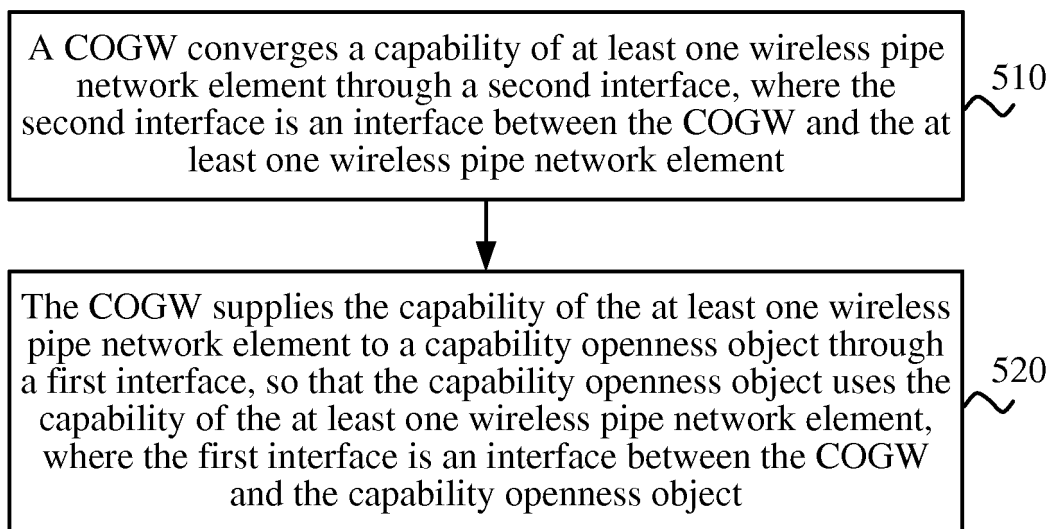 A COGW converges a capability of at least one wireless pipe
network element through a second interface, where the
second interface is an interface between the COGW and the at
least one wireless pipe network element
510
The COGW supplies the capability of the at least one wireless
pipe network element to a capability openness object through
a first interface, so that the capability openness object uses the
capability of the at least one wireless pipe network element,
where the first interface is an interface between the COGW
and the capability openness object
520